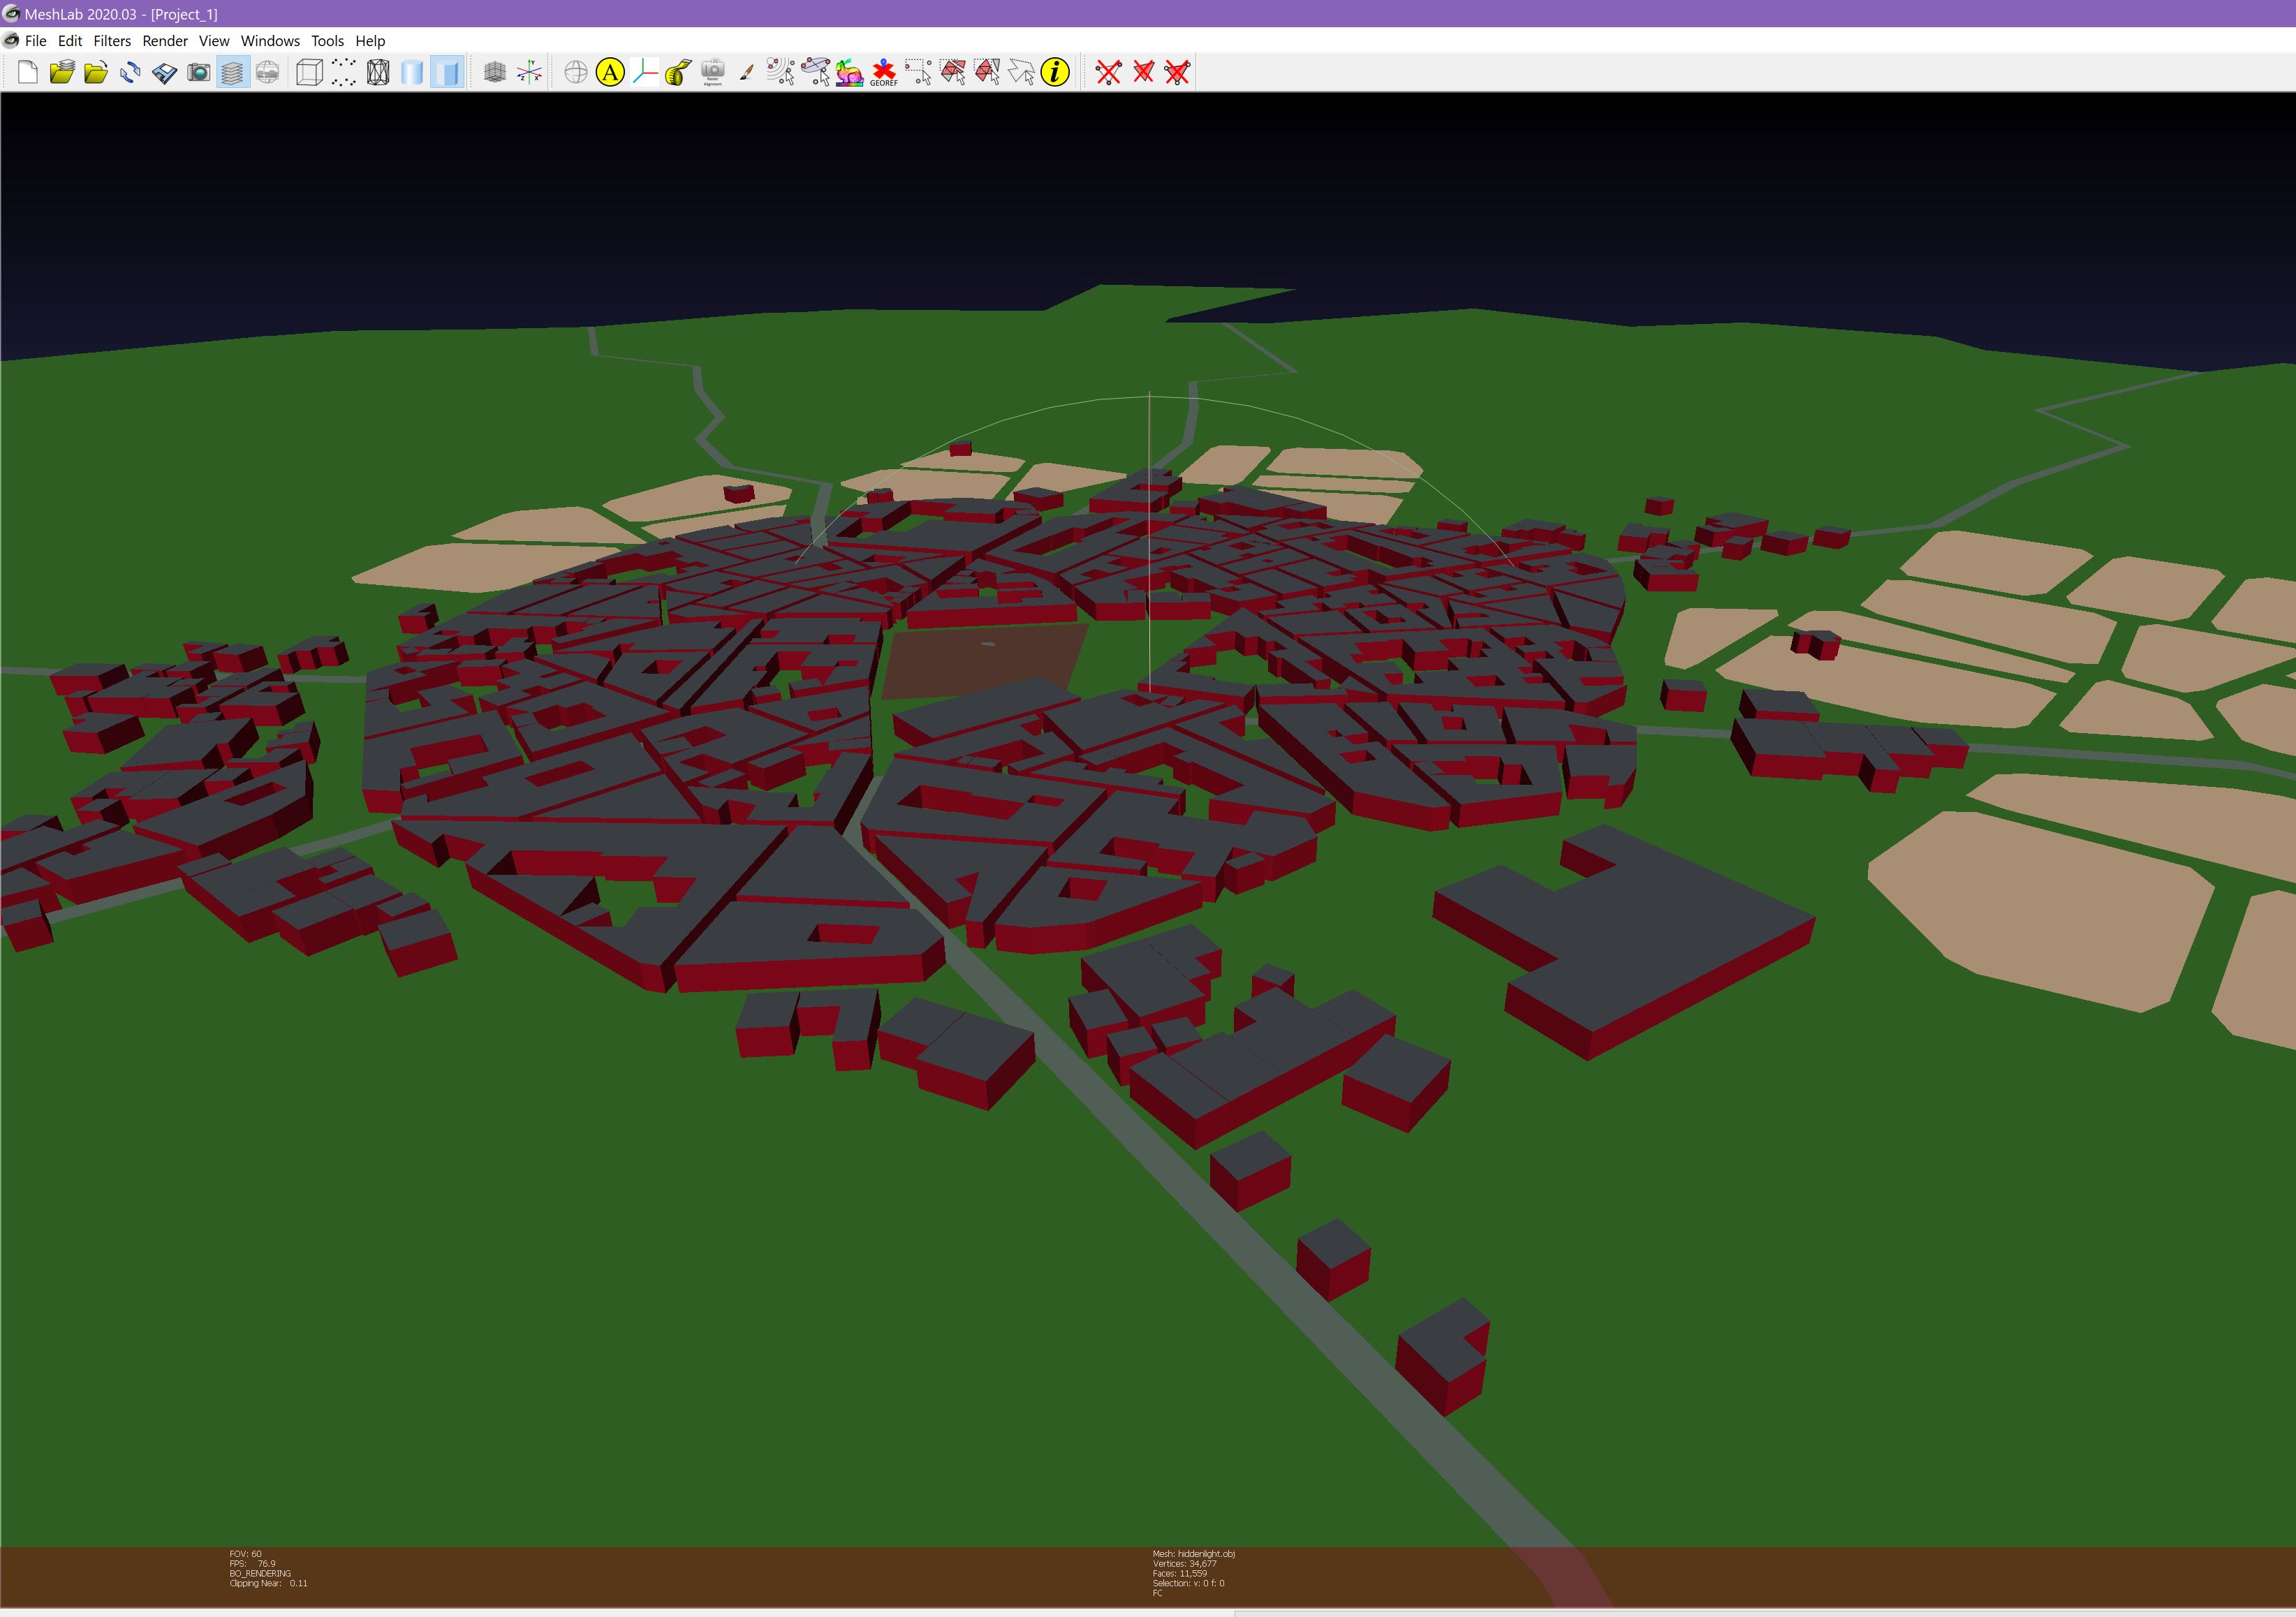 MeshLab 2020.03 - [Project_1]
File Edit Filters Render View Windows Tools Help
A
GEOREF
i
FOV: 60
FPS: 76.9
BO_RENDERING
Clipping Near: 0.11
Mesh: hiddenlight.obj
Vertices: 34,677
Faces: 11,559
Selection: v: 0 f: 0
FC